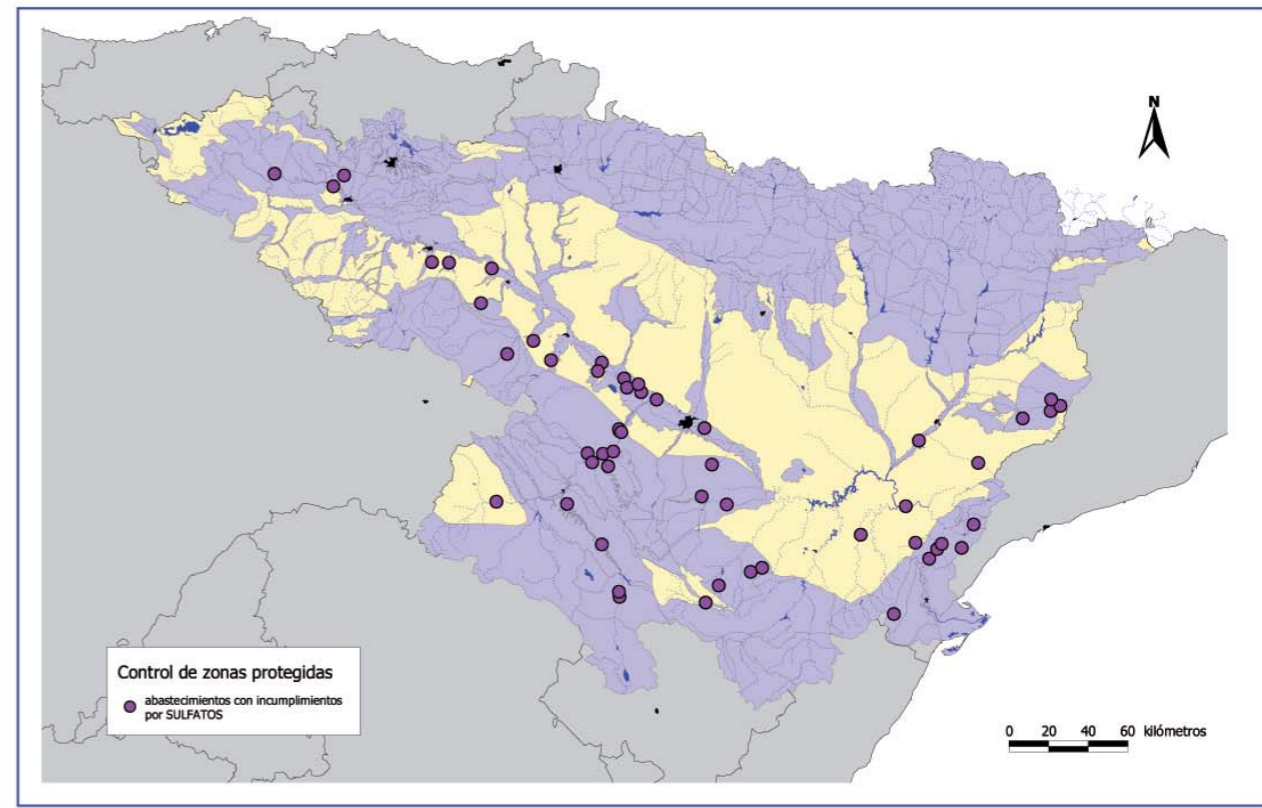 N
Control de zonas protegidas
abastecimientos con incumplimientos
por SULFATOS
0 20 40 60 kilómetros